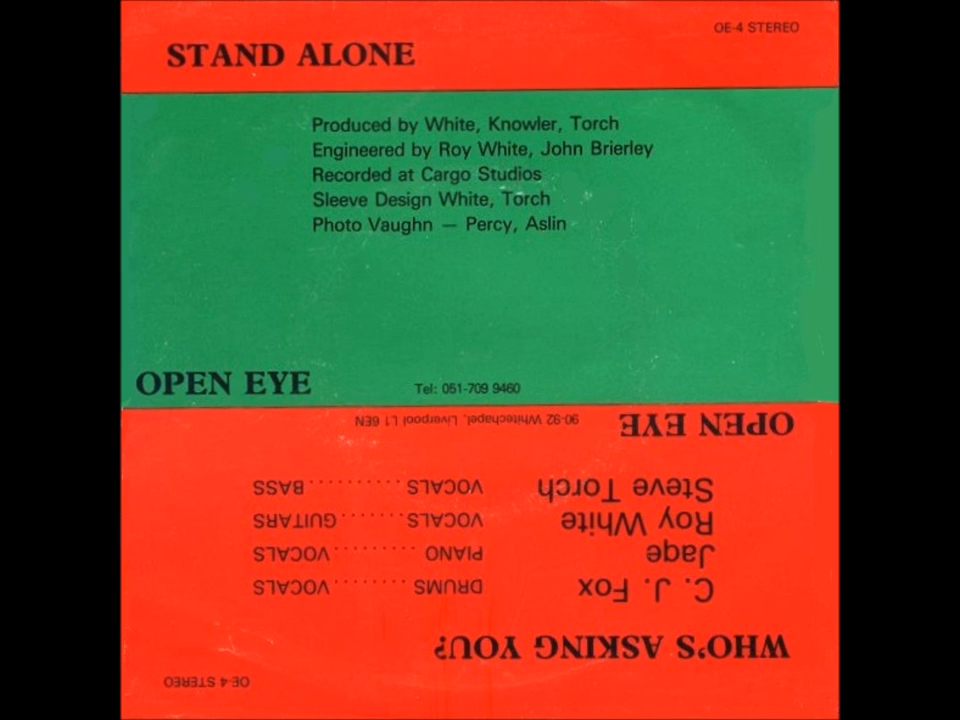 STAND ALONE
OE-4 STEREO
Produced by White, Knowler, Torch
Engineered by Roy White, John Brierley
Recorded at Cargo Studios
Sleeve Design White, Torch
Photo Vaughn — Percy, Aslin
OPEN EYE
Tel: 051-709 9460
OE-4 STEREO
WHO'S ASKING YOU?
C. J. Fox DRUMS ........ VOCALS
Jaqe PIANO ......... VOCALS
Roy White VOCALS ....... GUITARS
Steve Torch VOCALS .......... BASS
OPEN EYE
90-92 Whitechapel, Liverpool L1 6EN